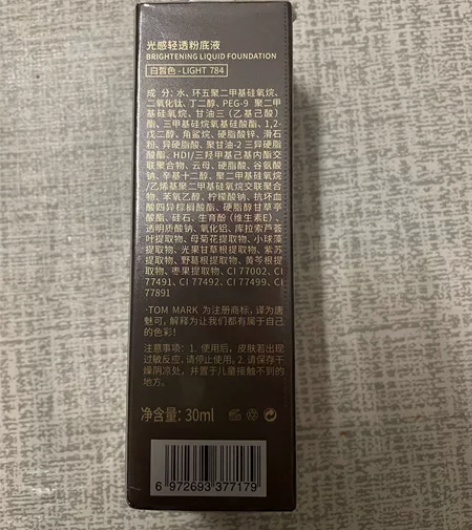 光感轻透粉底液
BRIGHTENING LIQUID FOUNDATION
白皙色 · LIGHT 784
成 分: 水、环五聚二甲基硅氧烷、
二氧化钛、丁二醇、PEG-9 聚二甲
基硅氧烷、甘油三（乙基己酸）
酯、三甲基硅烷氧基硅酸酯、1,2-
戊二醇、角鲨烷、硬脂酸锌、滑石
粉、异硬脂酸、聚甘油-2 三异硬脂
酸酯、HDI/三羟甲基己基内酯交
联聚合物、云母、硬脂酸、谷氨酸
钠、辛基十二醇、聚二甲基硅氧烷
/乙烯基聚二甲基硅氧烷交联聚合
物、苯氧乙醇、柠檬酸钠、抗坏血
酸四异棕榈酸酯、硬脂醇甘草亭
酸酯、硅石、生育酚（维生素E）、
透明质酸钠、氧化铝、库拉索芦荟
叶提取物、母菊花提取物、小球藻
提取物、光果甘草根提取物、紫苏
提取物、野葛根提取物、黄芩根提
取物、枣果提取物、CI 77002、CI
77491、CI 77492、CI 77499、CI
77891
·TOM MARK 为注册商标，译为唐
魅可，解释为让我们都有属于自己
的色彩！
注意事项：1. 使用后，皮肤若出现
过敏反应，请停止使用。2. 请保存干
燥阴凉处，并置于儿童接触不到的
地方。
净含量: 30ml
6 972693 377179